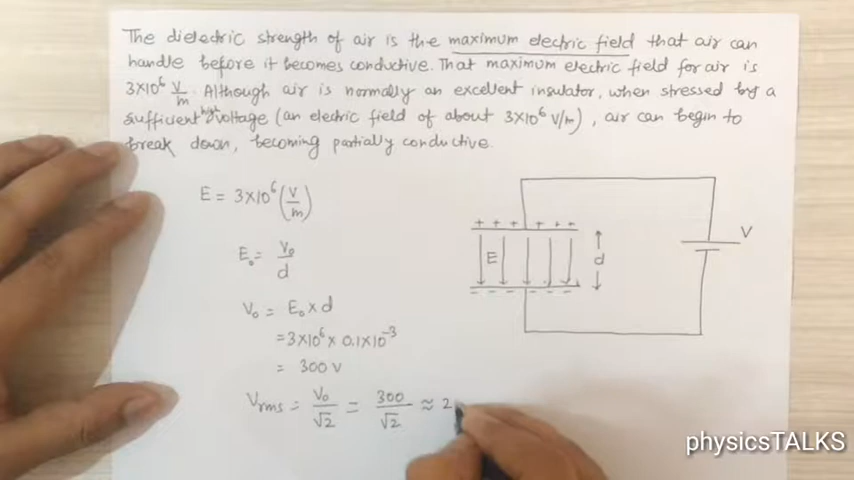 The dielectric strength of air is the maximum electric field that air can
handle before it becomes conductive. That maximum electric field for air is
3×10⁶ V/m. Although air is normally an excellent insulator, when stressed by a
sufficient high voltage (an electric field of about 3×10⁶ V/m), air can begin to
break down, becoming partially conductive.
E = 3×10⁶ (V/m)
E₀ = V₀/d
V₀ = E₀ × d
= 3×10⁶ × 0.1×10⁻³
= 300 V
Vrms = V₀/√2 = 300/√2 ≈ 2
+ + + + + +
E
d
- - - - - - -
V
physicsTALKS